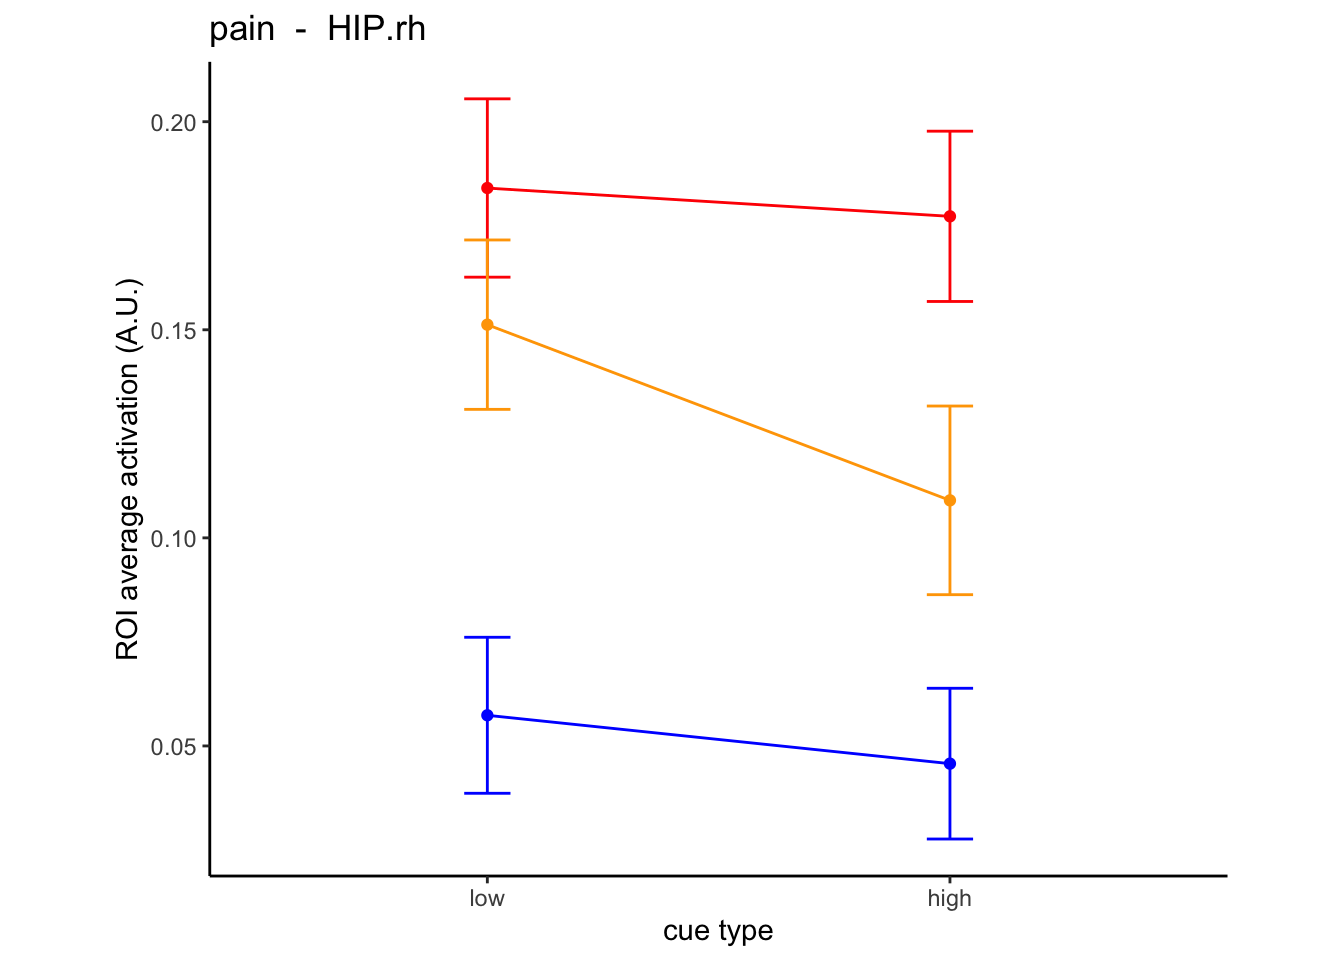 pain - HIP.rh
ROI average activation (A.U.)
0.20
0.15
0.10
0.05
low high
cue type